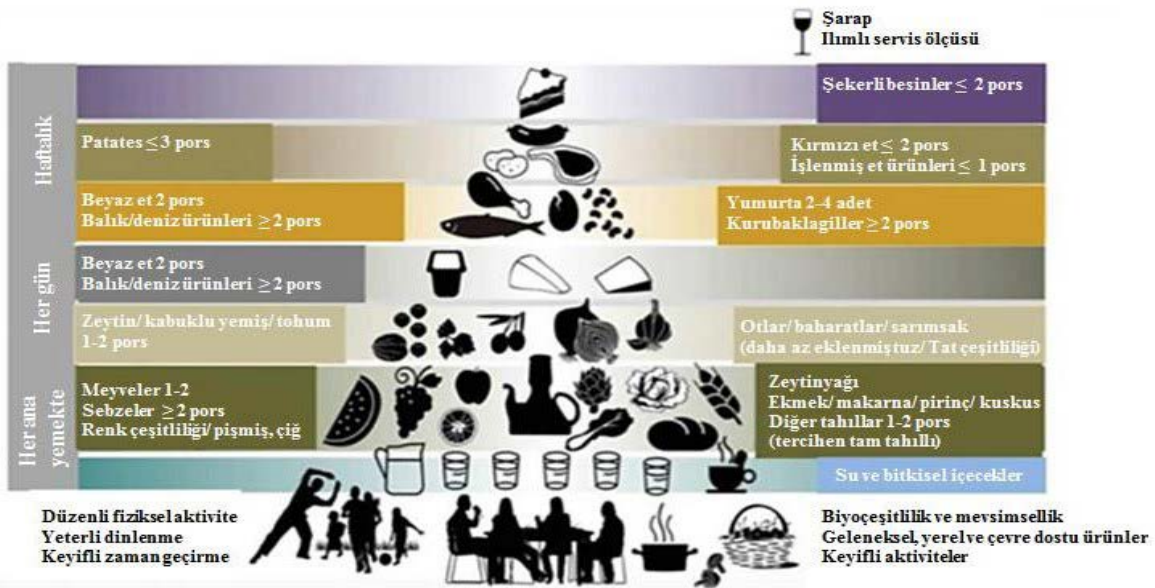 Şarap
Ilımlı servis ölçüsü
Haftalık
Şekerli besinler ≤ 2 pors
Patates ≤ 3 pors
Kırmızı et ≤ 2 pors
İşlenmiş et ürünleri ≤ 1 pors
Beyaz et 2 pors
Balık/deniz ürünleri ≥ 2 pors
Yumurta 2-4 adet
Kurubaklagiller ≥ 2 pors
Her gün
Beyaz et 2 pors
Balık/deniz ürünleri ≥ 2 pors
Zeytin/ kabuklu yemiş/ tohum
1-2 pors
Otlar/ baharatlar/ sarımsak
(daha az eklenmiş tuz/ Tat çeşitliliği)
Her ana
yemekte
Meyveler 1-2
Sebzeler ≥ 2 pors
Renk çeşitliliği/ pişmiş, çiğ
Zeytinyağı
Ekmek/ makarna/ pirinç/ kuskus
Diğer tahıllar 1-2 pors
(tercihen tam tahıllı)
Su ve bitkisel içecekler
Düzenli fiziksel aktivite
Yeterli dinlenme
Keyifli zaman geçirme
Biyoçeşitlilik ve mevsimsellik
Geleneksel, yerel ve çevre dostu ürünler
Keyifli aktiviteler